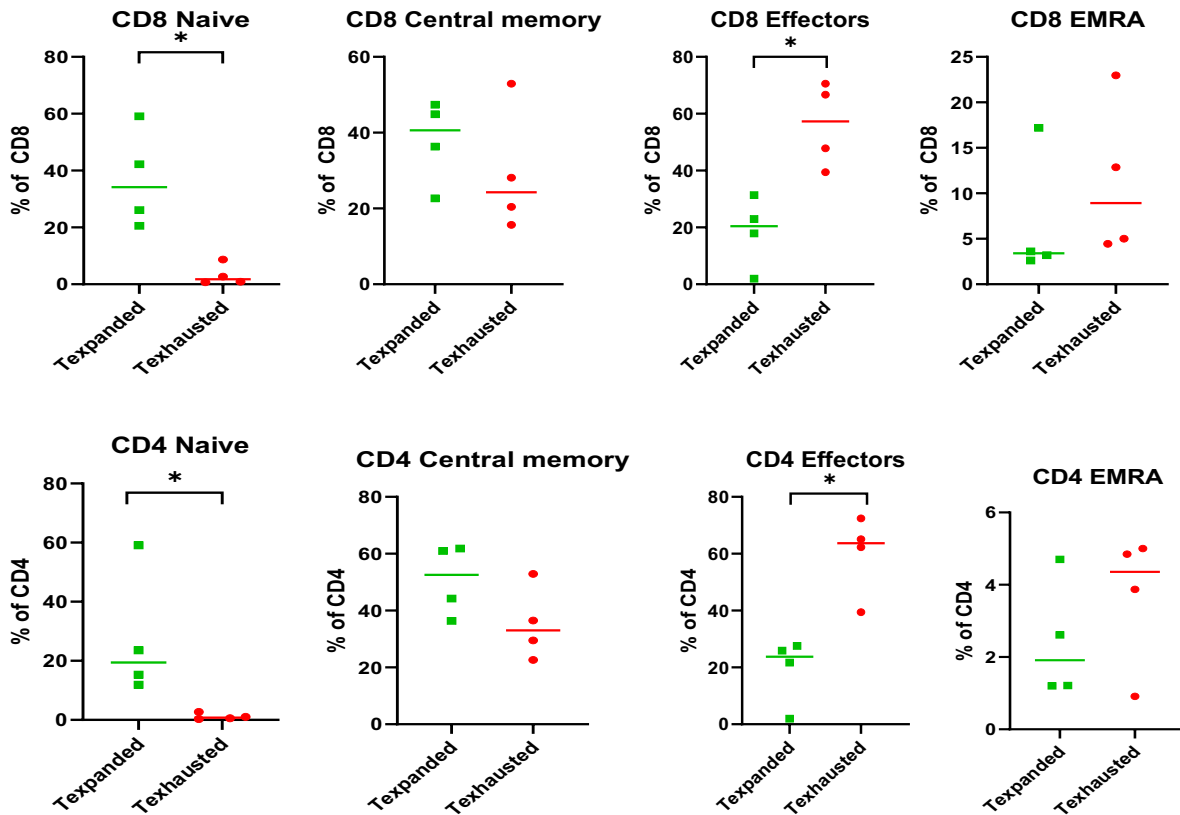 CD8 Naive
*
80
60
40
20
0
% of CD8
Texpanded
Texhausted
CD8 Central memory
60
40
20
0
% of CD8
Texpanded
Texhausted
CD8 Effectors
*
80
60
40
20
0
% of CD8
Texpanded
Texhausted
CD8 EMRA
25
20
15
10
5
0
% of CD8
Texpanded
Texhausted
CD4 Naive
*
80
60
40
20
0
% of CD4
Texpanded
Texhausted
CD4 Central memory
80
60
40
20
0
% of CD4
Texpanded
Texhausted
CD4 Effectors
*
80
60
40
20
0
% of CD4
Texpanded
Texhausted
CD4 EMRA
6
4
2
0
% of CD4
Texpanded
Texhausted